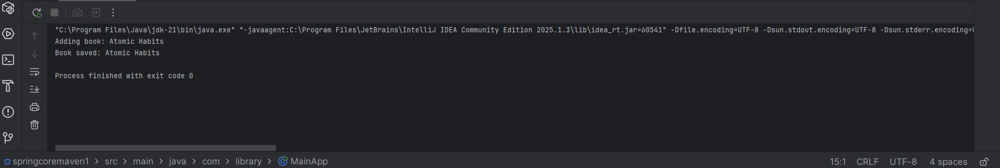 "C:\Program Files\Java\jdk-21\bin\java.exe" "-javaagent:C:\Program Files\JetBrains\IntelliJ IDEA Community Edition 2025.1.3\lib\idea_rt.jar=60541" -Dfile.encoding=UTF-8 -Dsun.stdout.encoding=UTF-8 -Dsun.stderr.encoding=
Adding book: Atomic Habits
Book saved: Atomic Habits
Process finished with exit code 0
springcoremaven1 > src > main > java > com > library > MainApp 15:1 CRLF UTF-8 4 spaces